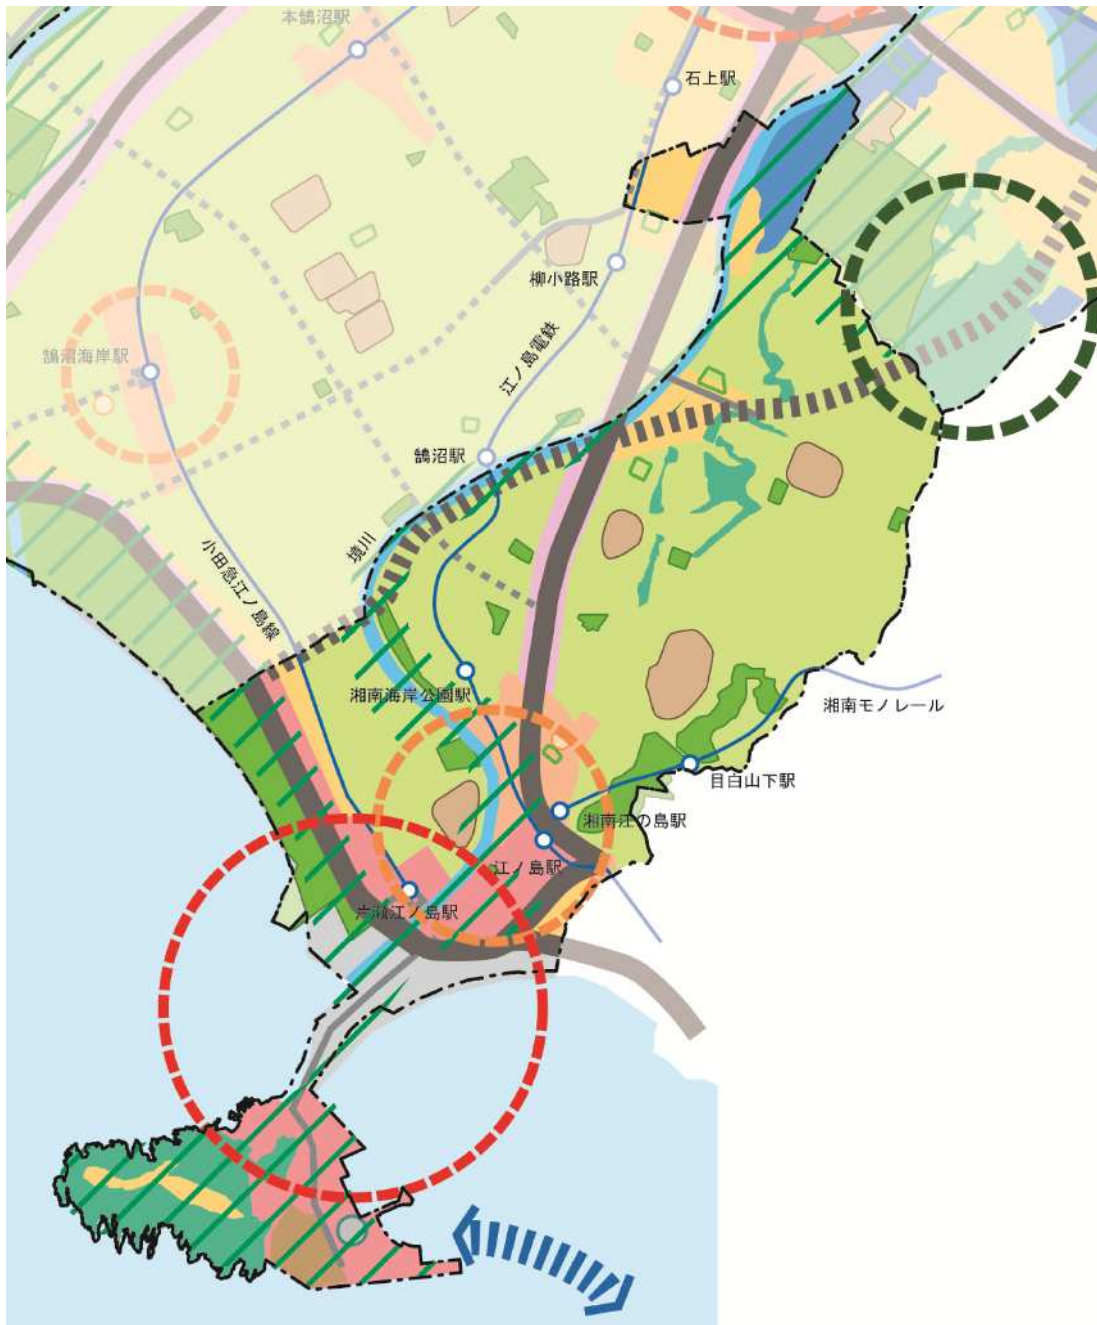 本鵠沼駅
石上駅
柳小路駅
鵠沼海岸駅
江ノ島電鉄
鵠沼駅
境川
小田急江ノ島線
湘南海岸公園駅
湘南モノレール
目白山下駅
湘南江の島駅
江ノ島駅
片瀬江ノ島駅